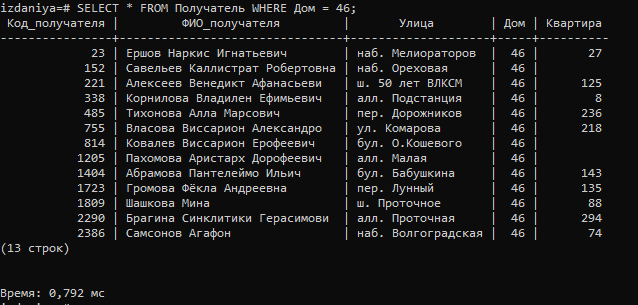 izdaniya=# SELECT * FROM Получатель WHERE Дом = 46;
Код_получателя | ФИО_получателя | Улица | Дом | Квартира
---------------+--------------------------------+-------------------+-----+----------
23 | Ершов Наркис Игнатьевич | наб. Мелиораторов | 46 | 27
152 | Савельев Каллистрат Робертовна | наб. Ореховая | 46 |
221 | Алексеев Венедикт Афанасьеви | ш. 50 лет ВЛКСМ | 46 | 125
338 | Корнилова Владилен Ефимьевич | алл. Подстанция | 46 | 8
485 | Тихонова Алла Марсович | пер. Дорожников | 46 | 236
755 | Власова Виссарион Александро | ул. Комарова | 46 | 218
814 | Ковалев Виссарион Ерофеевич | бул. О.Кошевого | 46 |
1205 | Пахомова Аристарх Дорофеевич | алл. Малая | 46 |
1404 | Абрамова Пантелеймо Ильич | бул. Бабушкина | 46 | 143
1723 | Громова Фёкла Андреевна | пер. Лунный | 46 | 135
1809 | Шашкова Мина | ш. Проточное | 46 | 88
2290 | Брагина Синклитики Герасимови | алл. Проточная | 46 | 294
2386 | Самсонов Агафон | наб. Волгоградская | 46 | 74
(13 строк)
Время: 0,792 мс